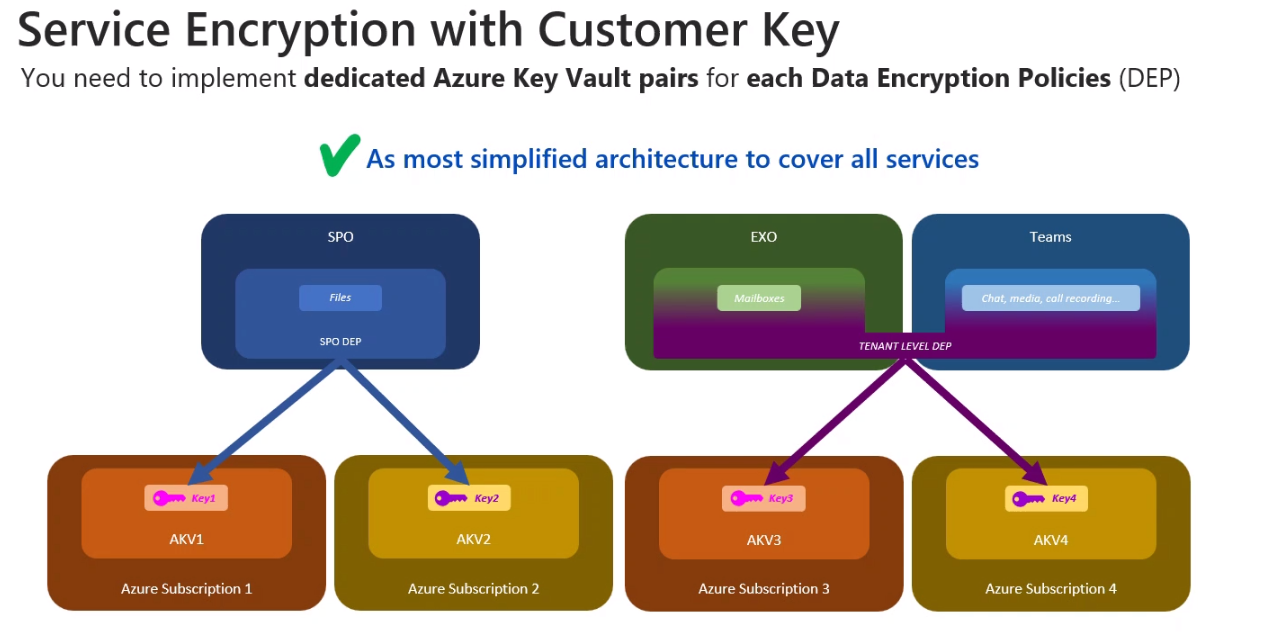 Service Encryption with Customer Key
You need to implement dedicated Azure Key Vault pairs for each Data Encryption Policies (DEP)
As most simplified architecture to cover all services
SPO
Files
SPO DEP
EXO
Mailboxes
Teams
Chat, media, call recording...
TENANT LEVEL DEP
Key1
AKV1
Azure Subscription 1
Key2
AKV2
Azure Subscription 2
Key3
AKV3
Azure Subscription 3
Key4
AKV4
Azure Subscription 4